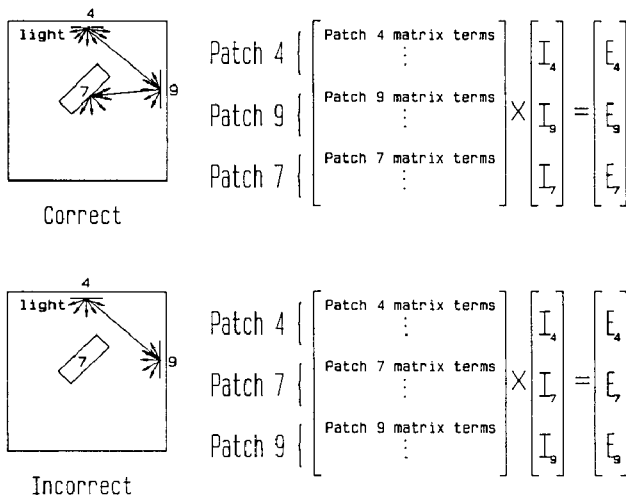 4
light
7
9
Correct
Patch 4 { Patch 4 matrix terms I4 E4
Patch 9 { Patch 9 matrix terms × I9 = E9
Patch 7 { Patch 7 matrix terms I7 E7
4
light
7
9
Incorrect
Patch 4 { Patch 4 matrix terms I4 E4
Patch 7 { Patch 7 matrix terms × I7 = E7
Patch 9 { Patch 9 matrix terms I9 E9